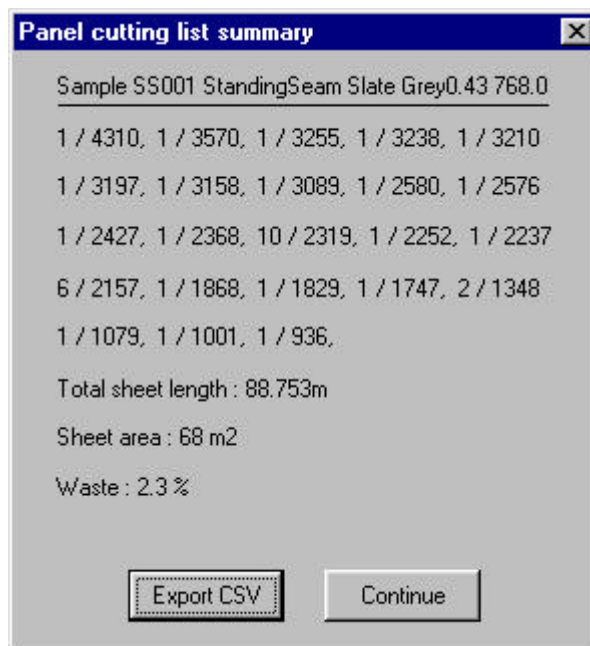 Panel cutting list summary
Sample SS001 StandingSeam Slate Grey0.43 768.0
1 / 4310, 1 / 3570, 1 / 3255, 1 / 3238, 1 / 3210
1 / 3197, 1 / 3158, 1 / 3089, 1 / 2580, 1 / 2576
1 / 2427, 1 / 2368, 10 / 2319, 1 / 2252, 1 / 2237
6 / 2157, 1 / 1868, 1 / 1829, 1 / 1747, 2 / 1348
1 / 1079, 1 / 1001, 1 / 936,
Total sheet length : 88.753m
Sheet area : 68 m2
Waste : 2.3 %
Export CSV Continue